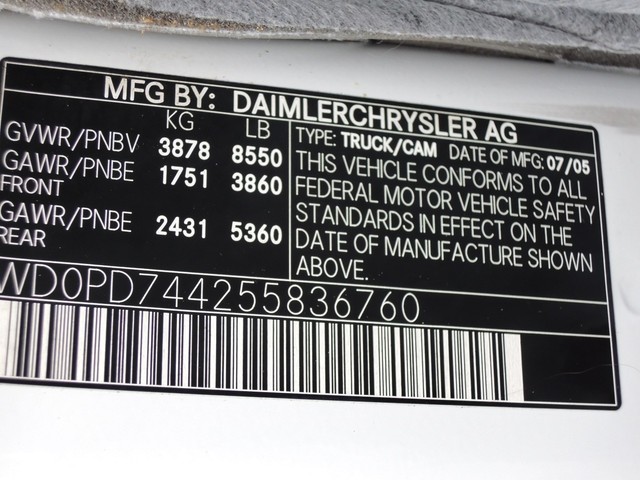 MFG BY: DAIMLERCHRYSLER AG
KG LB
GVWR/PNBV 3878 8550
GAWR/PNBE 1751 3860
FRONT
GAWR/PNBE 2431 5360
REAR
TYPE: TRUCK/CAM DATE OF MFG: 07/05
THIS VEHICLE CONFORMS TO ALL
FEDERAL MOTOR VEHICLE SAFETY
STANDARDS IN EFFECT ON THE
DATE OF MANUFACTURE SHOWN
ABOVE.
WD0PD744255836760